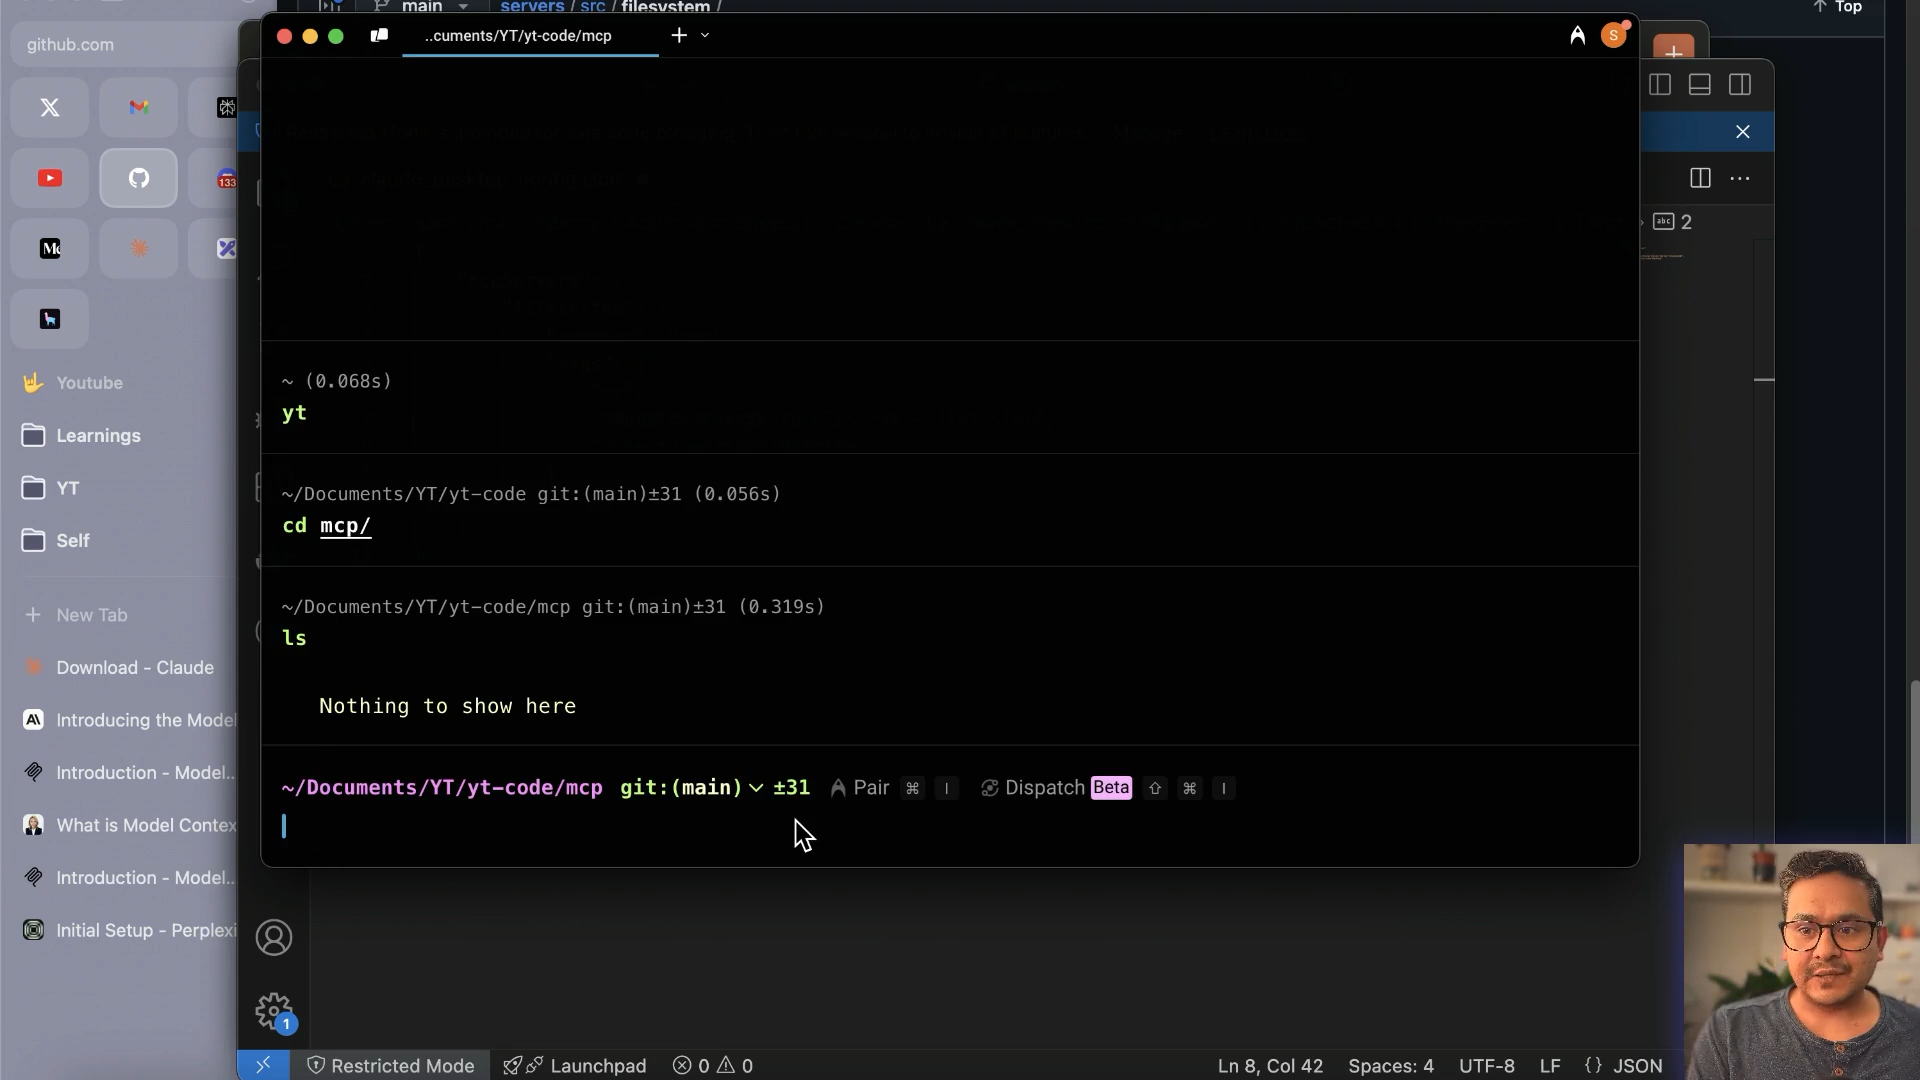 main
servers / src / filesystem /
Top
github.com
..cuments/YT/yt-code/mcp
S
133
abc 2
~ (0.068s)
yt
Youtube
Learnings
YT
Self
~/Documents/YT/yt-code git:(main)±31 (0.056s)
cd mcp/
~/Documents/YT/yt-code/mcp git:(main)±31 (0.319s)
ls
Nothing to show here
New Tab
Download - Claude
Introducing the Model
Introduction - Model...
What is Model Contex
Introduction - Model...
Initial Setup - Perplexi
~/Documents/YT/yt-code/mcp git:(main) ±31 Pair ⌘ I Dispatch Beta ⇧ ⌘ I
1
Restricted Mode
Launchpad
0
0
Ln 8, Col 42
Spaces: 4
UTF-8
LF
{} JSON